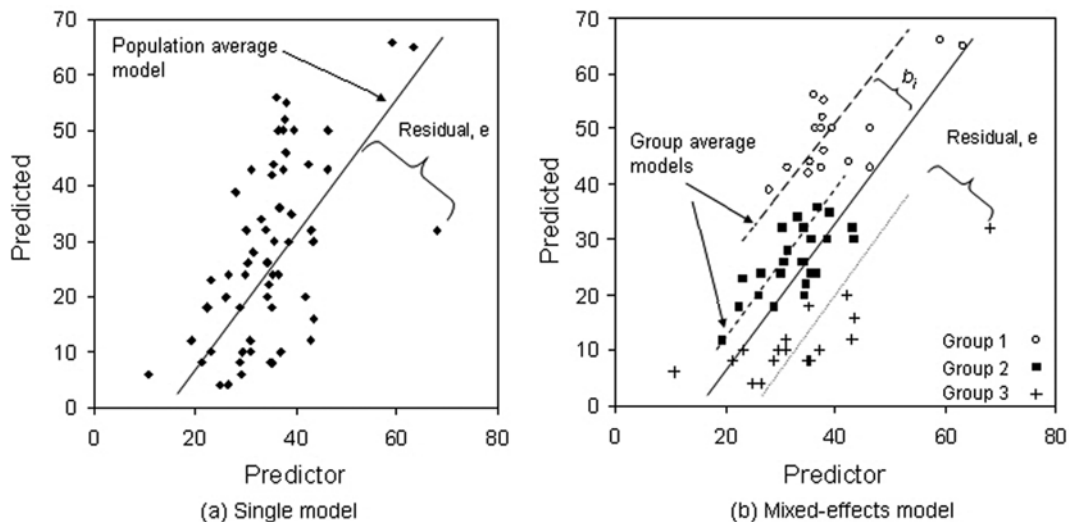 70
60
50
40
30
20
10
0
Predicted
Population average
model
Residual, e
0
20
40
60
80
Predictor
(a) Single model
70
60
50
40
30
20
10
0
Predicted
b_i
Residual, e
Group average
models
Group 1
Group 2
Group 3
0
20
40
60
80
Predictor
(b) Mixed-effects model